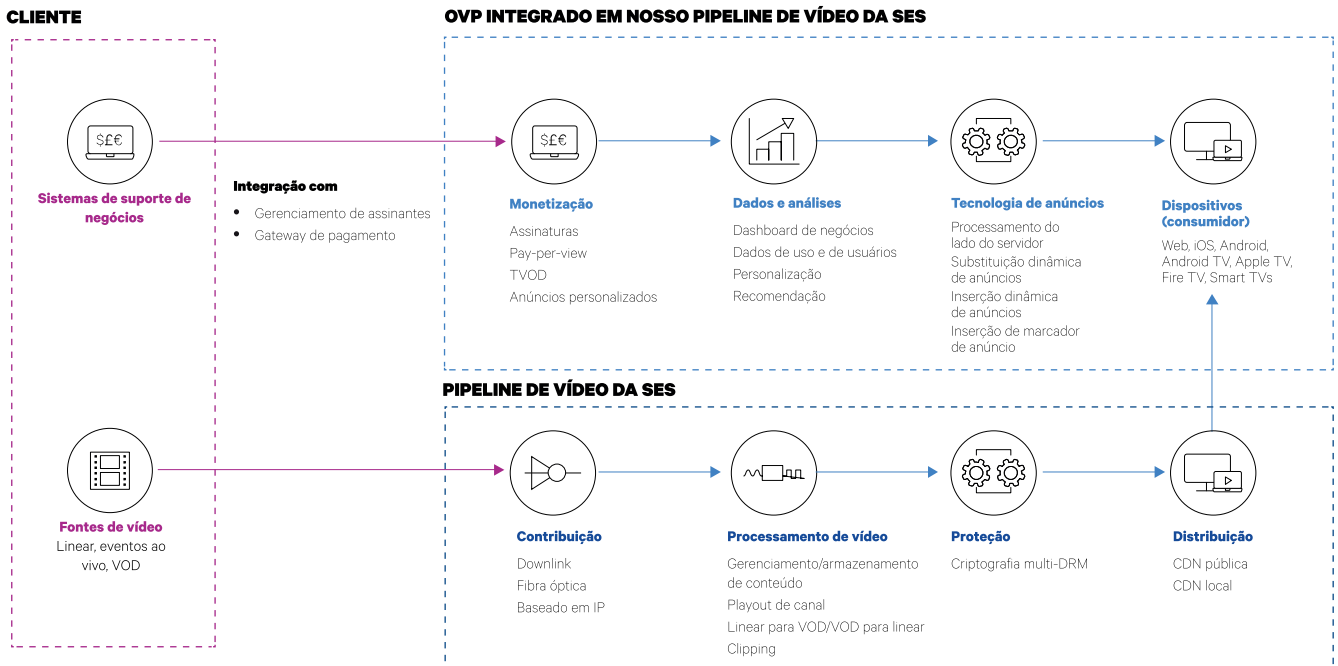 CLIENTE
OVP INTEGRADO EM NOSSO PIPELINE DE VÍDEO DA SES
$£€
Sistemas de suporte de
negócios
Integração com
• Gerenciamento de assinantes
• Gateway de pagamento
$£€
Monetização
Assinaturas
Pay-per-view
TVOD
Anúncios personalizados
Dados e análises
Dashboard de negócios
Dados de uso e de usuários
Personalização
Recomendação
Tecnologia de anúncios
Processamento do
lado do servidor
Substituição dinâmica
de anúncios
Inserção dinâmica
de anúncios
Inserção de marcador
de anúncio
Dispositivos
(consumidor)
Web, iOS, Android,
Android TV, Apple TV,
Fire TV, Smart TVs
PIPELINE DE VÍDEO DA SES
Fontes de vídeo
Linear, eventos ao
vivo, VOD
Contribuição
Downlink
Fibra óptica
Baseado em IP
Processamento de vídeo
Gerenciamento/armazenamento
de conteúdo
Playout de canal
Linear para VOD/VOD para linear
Clipping
Proteção
Criptografia multi-DRM
Distribuição
CDN pública
CDN local